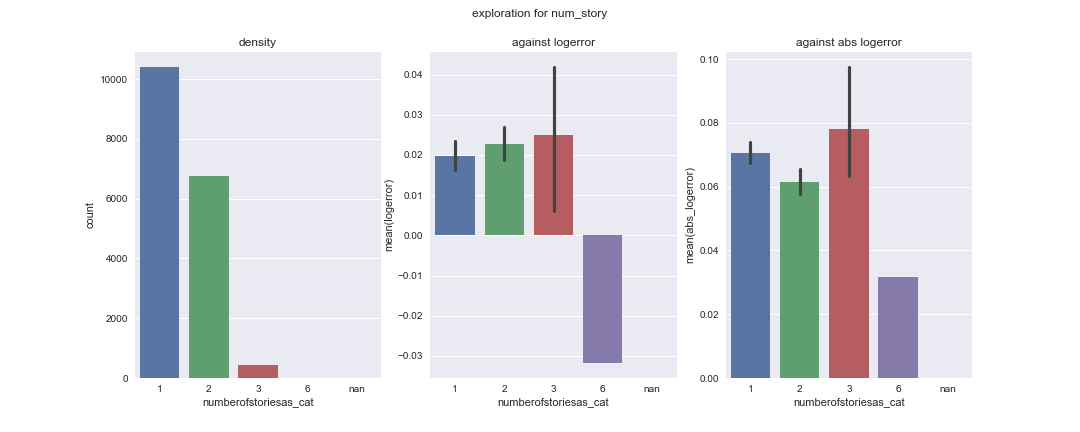 exploration for num_story
density
count
10000
8000
6000
4000
2000
0
1 2 3 6 nan
numberofstoriesas_cat
against logerror
mean(logerror)
0.04
0.03
0.02
0.01
0.00
−0.01
−0.02
−0.03
1 2 3 6 nan
numberofstoriesas_cat
against abs logerror
mean(abs_logerror)
0.10
0.08
0.06
0.04
0.02
0.00
1 2 3 6 nan
numberofstoriesas_cat